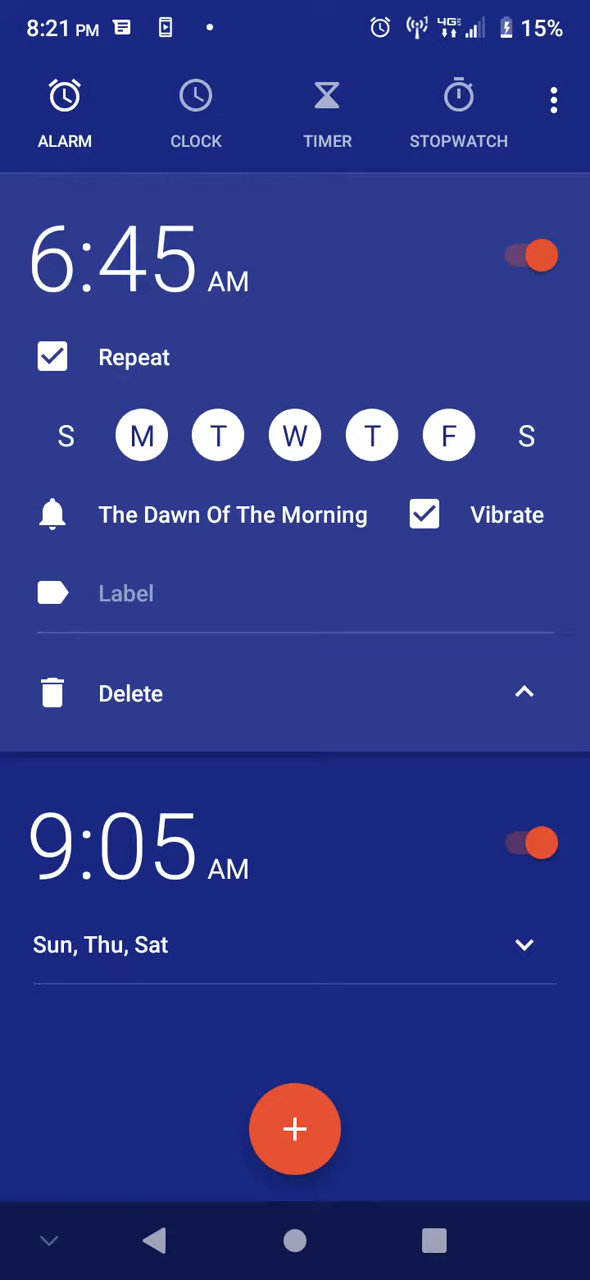 8:21 PM 4GE 15%
ALARM CLOCK TIMER STOPWATCH
6:45 AM
Repeat
S M T W T F S
The Dawn Of The Morning Vibrate
Label
Delete
9:05 AM
Sun, Thu, Sat